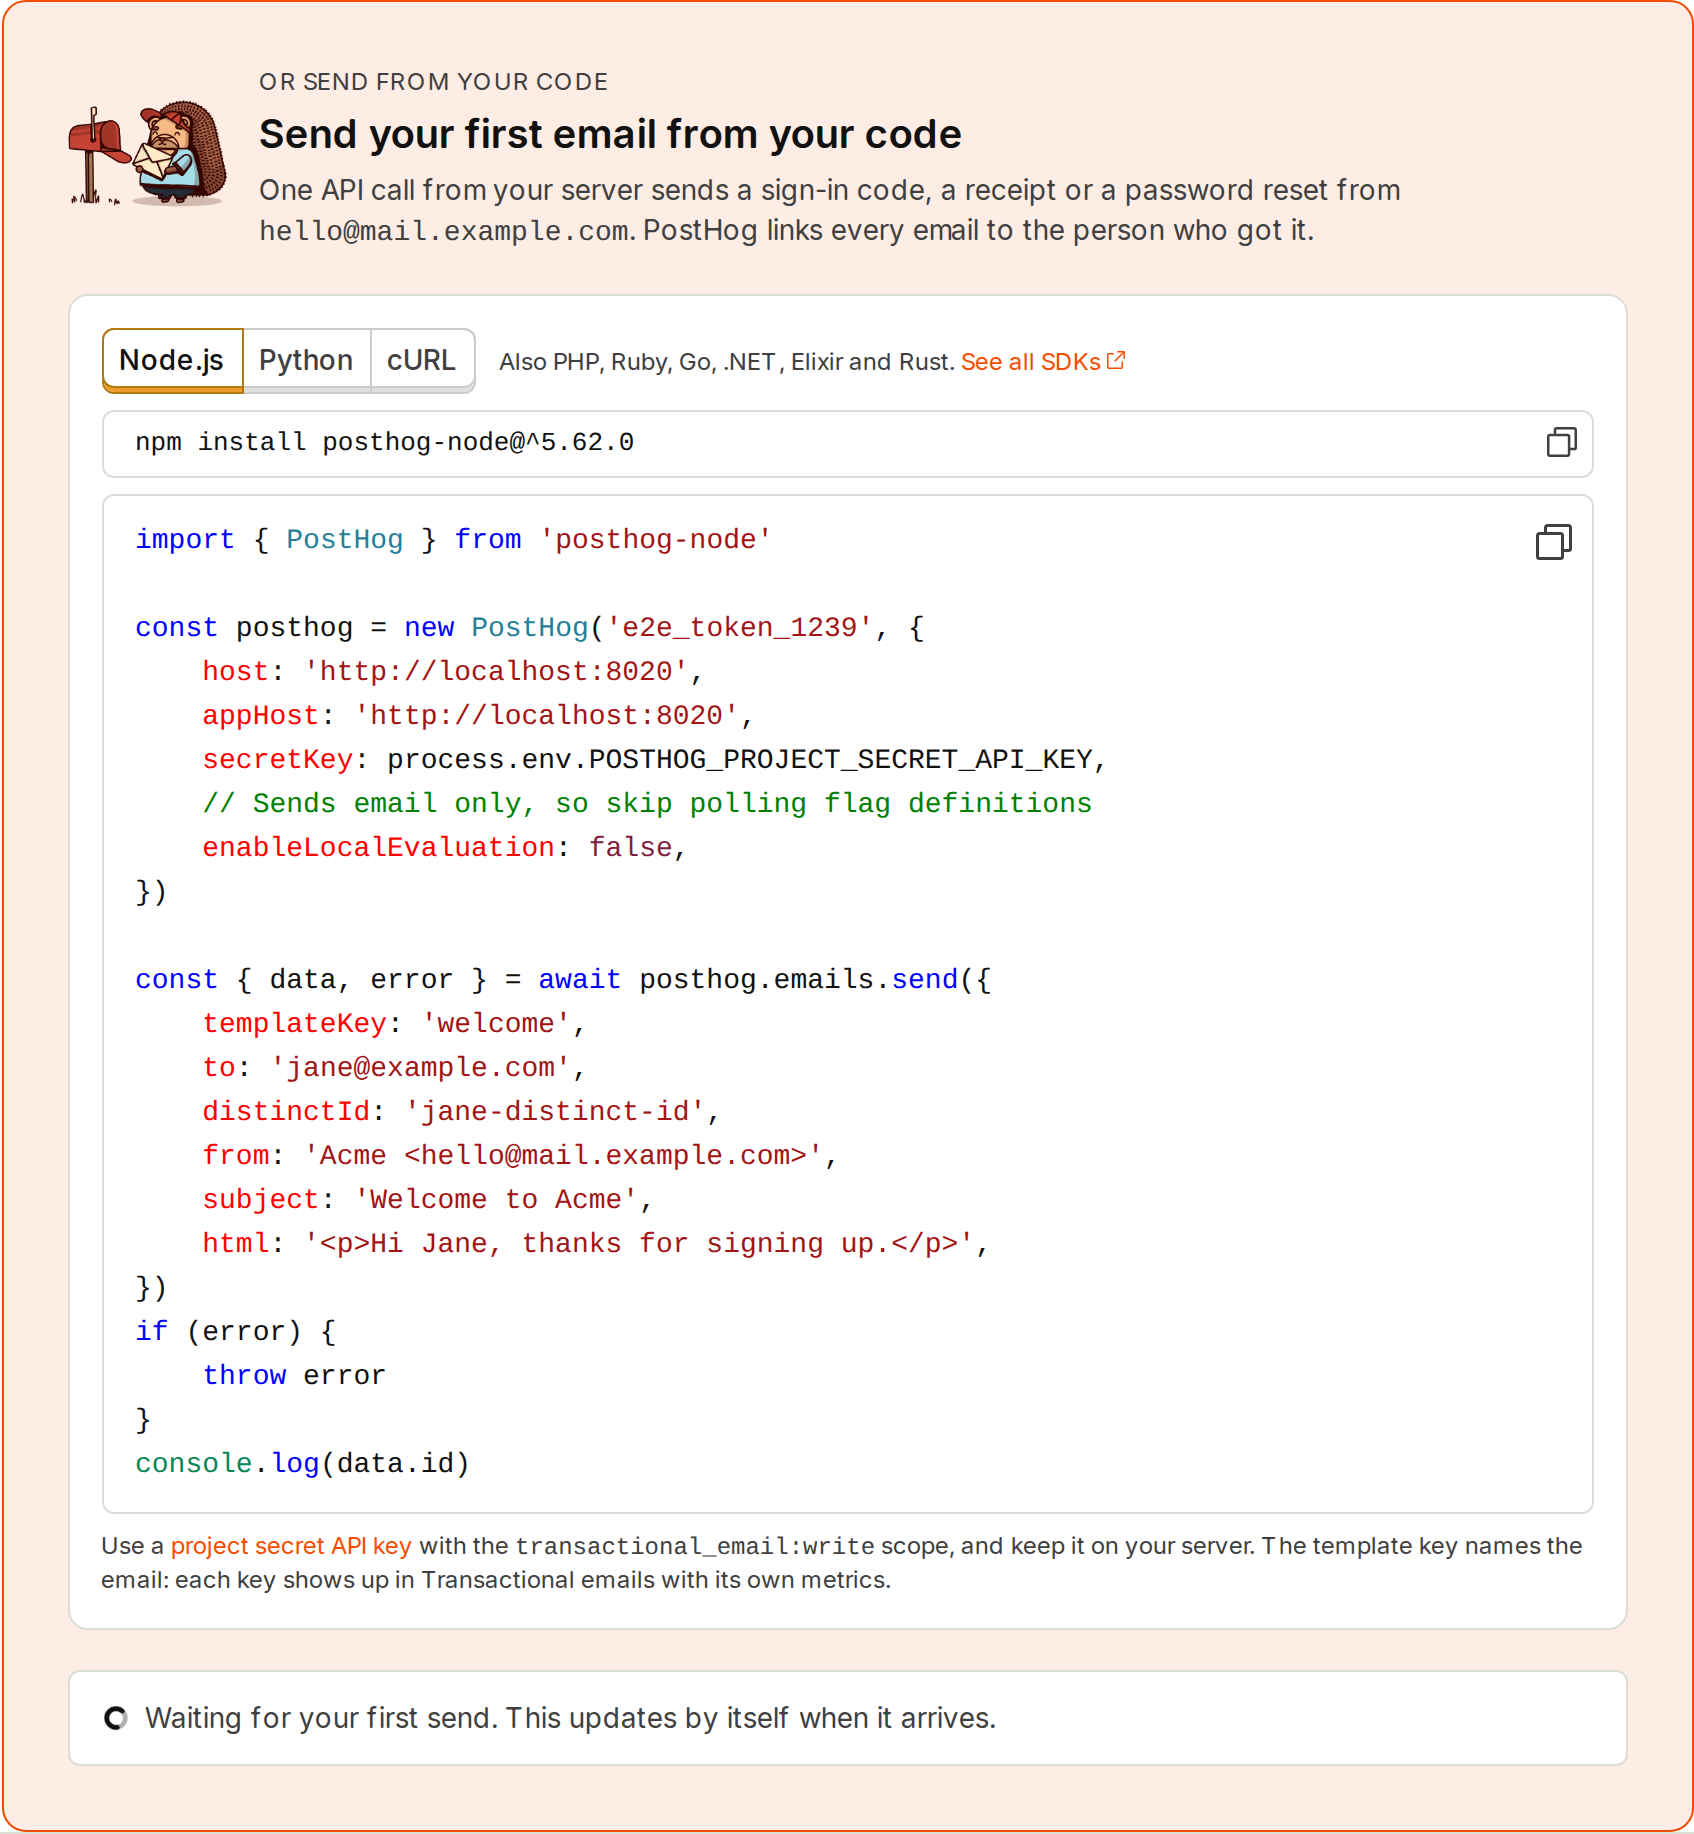 OR SEND FROM YOUR CODE
Send your first email from your code
One API call from your server sends a sign-in code, a receipt or a password reset from
hello@mail.example.com. PostHog links every email to the person who got it.
Node.js Python cURL Also PHP, Ruby, Go, .NET, Elixir and Rust. See all SDKs
npm install posthog-node@^5.62.0
import { PostHog } from 'posthog-node'
const posthog = new PostHog('e2e_token_1239', {
    host: 'http://localhost:8020',
    appHost: 'http://localhost:8020',
    secretKey: process.env.POSTHOG_PROJECT_SECRET_API_KEY,
    // Sends email only, so skip polling flag definitions
    enableLocalEvaluation: false,
})
const { data, error } = await posthog.emails.send({
    templateKey: 'welcome',
    to: 'jane@example.com',
    distinctId: 'jane-distinct-id',
    from: 'Acme <hello@mail.example.com>',
    subject: 'Welcome to Acme',
    html: '<p>Hi Jane, thanks for signing up.</p>',
})
if (error) {
    throw error
}
console.log(data.id)
Use a project secret API key with the transactional_email:write scope, and keep it on your server. The template key names the
email: each key shows up in Transactional emails with its own metrics.
Waiting for your first send. This updates by itself when it arrives.